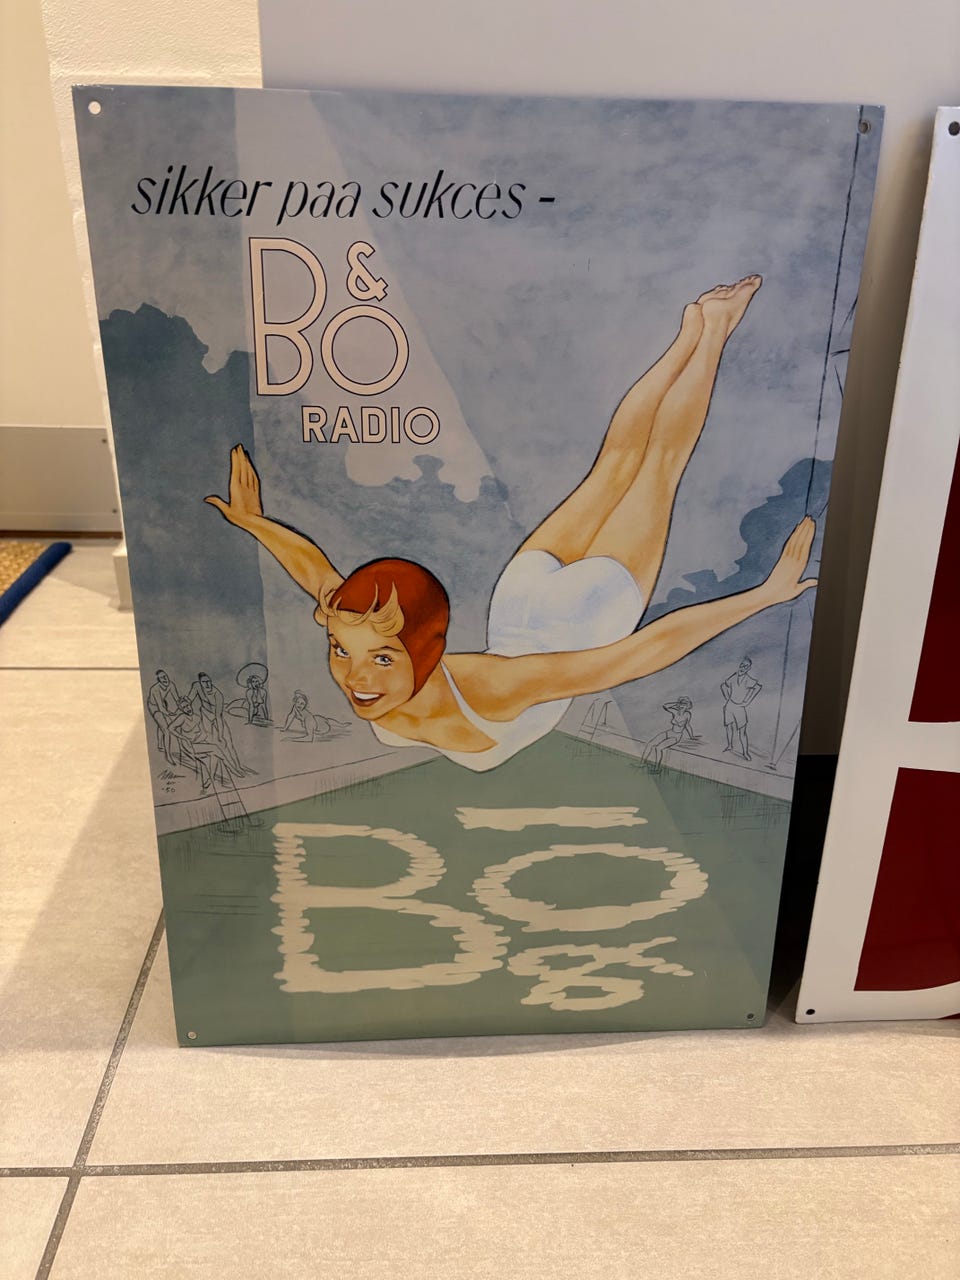 sikker paa sukces -
B&O
RADIO
B&O